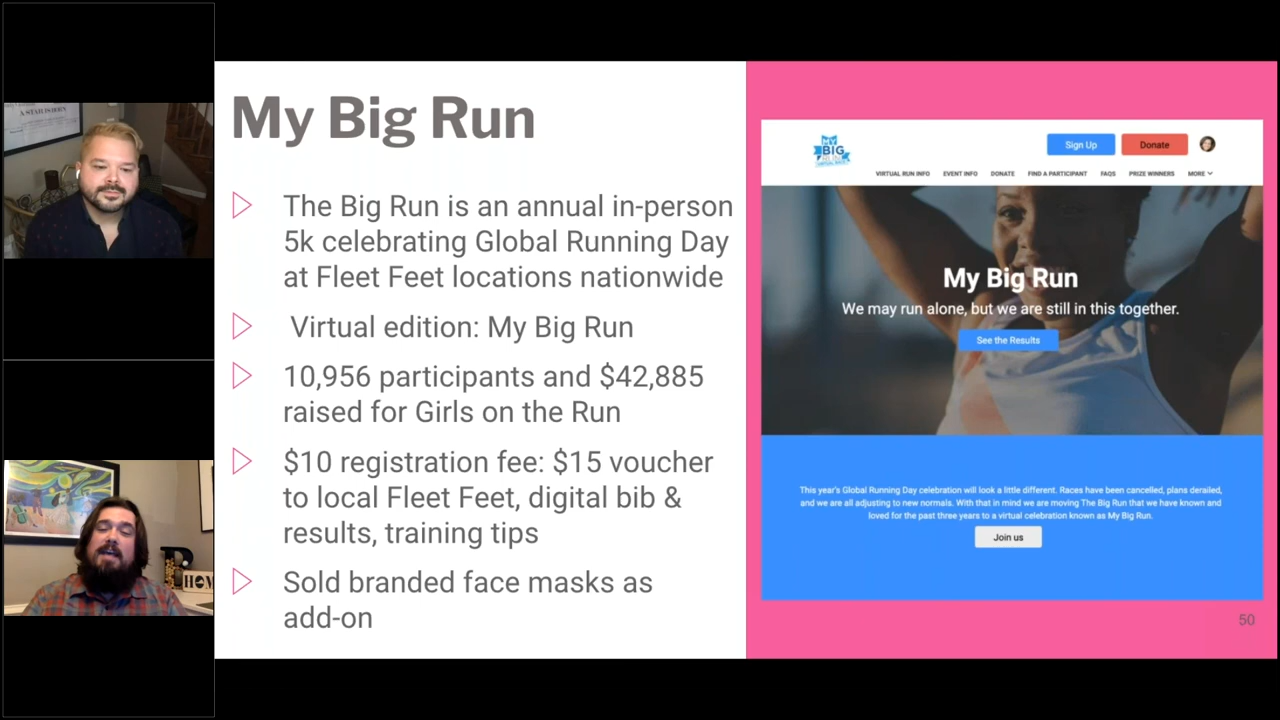 My Big Run
The Big Run is an annual in-person
5k celebrating Global Running Day
at Fleet Feet locations nationwide
Virtual edition: My Big Run
10,956 participants and $42,885
raised for Girls on the Run
$10 registration fee: $15 voucher
to local Fleet Feet, digital bib &
results, training tips
Sold branded face masks as
add-on
MY
BIG
RUN
Sign Up
Donate
VIRTUAL RUN INFO
EVENT INFO
DONATE
FIND A PARTICIPANT
FAQS
PRIZE WINNERS
MORE
My Big Run
We may run alone, but we are still in this together.
See the Results
This year's Global Running Day celebration will look a little different. Races have been cancelled, plans derailed,
and we are all adjusting to new normals. With that in mind we are moving The Big Run that we have known and
loved for the past three years to a virtual celebration known as My Big Run.
Join us
50
A STAR IS BORN
P
HOM